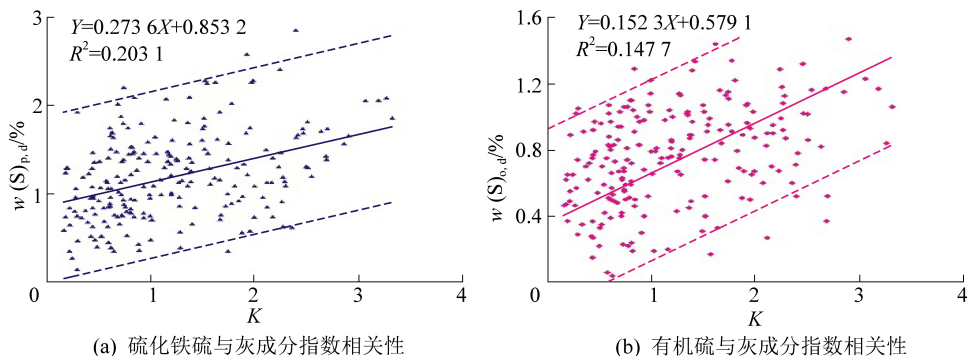 Y=0.273 6X+0.853 2
R²=0.203 1
w(S)p, d/%
3
2
1
0
1
2
3
4
K
(a) 硫化铁硫与灰成分指数相关性
Y=0.152 3X+0.579 1
R²=0.147 7
w(S)o, d/%
1.6
1.2
0.8
0.4
0
1
2
3
4
K
(b) 有机硫与灰成分指数相关性